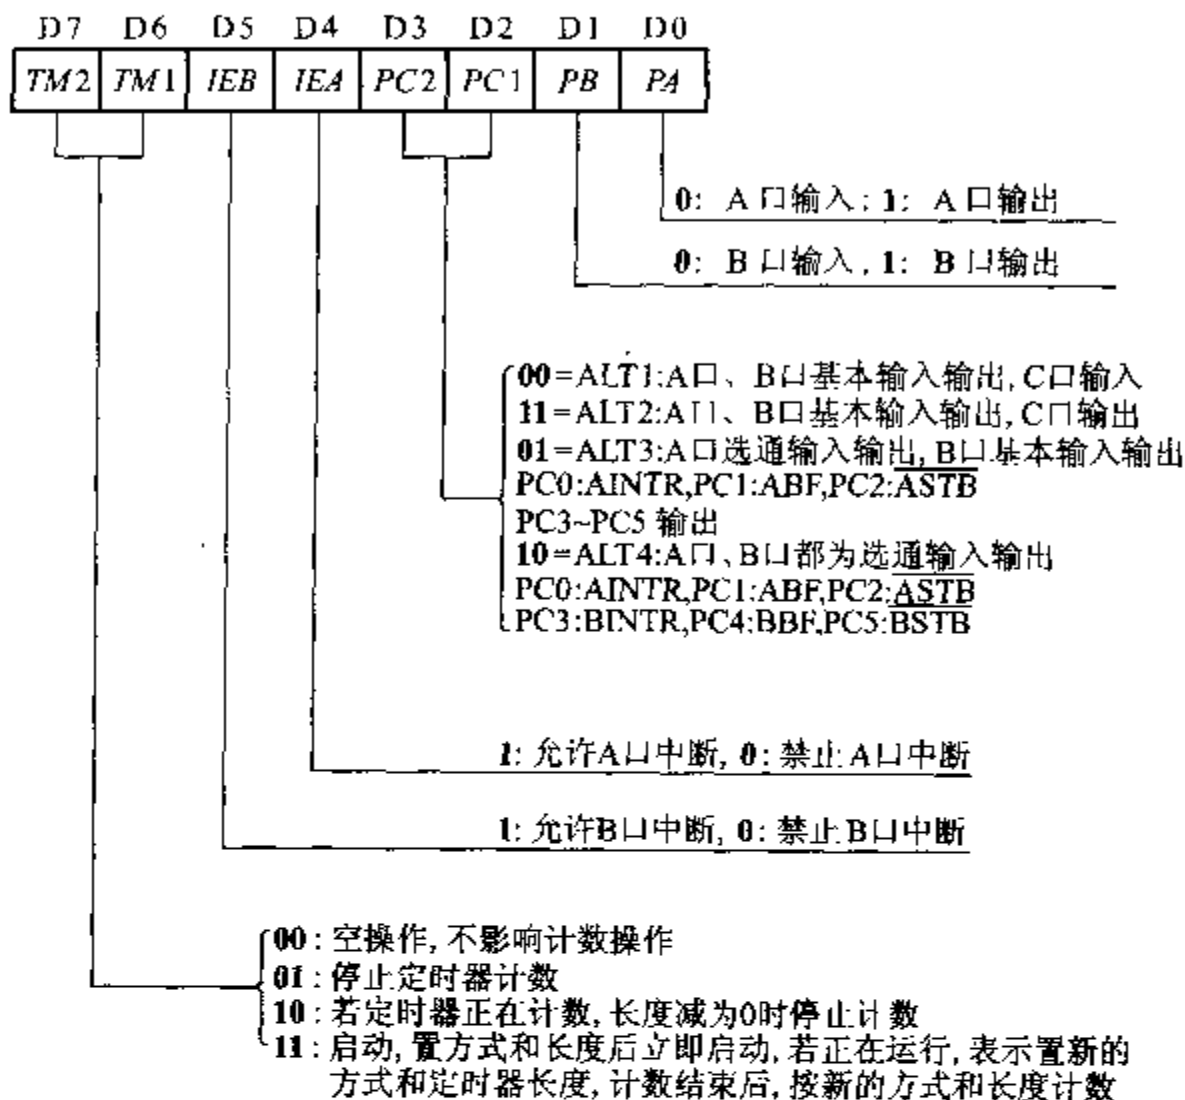 D7 D6 D5 D4 D3 D2 D1 D0
TM2 TM1 IEB IEA PC2 PC1 PB PA
0: A口输入; 1: A口输出
0: B口输入, 1: B口输出
00=ALT1:A口、B口基本输入输出,C口输入
11=ALT2:A口、B口基本输入输出,C口输出
01=ALT3:A口选通输入输出,B口基本输入输出
PC0:AINTR,PC1:ABF,PC2:A̅S̅T̅B̅
PC3~PC5 输出
10=ALT4:A口、B口都为选通输入输出
PC0:AINTR,PC1:ABF,PC2:A̅S̅T̅B̅
PC3:BINTR,PC4:BBF,PC5:B̅S̅T̅B̅
1: 允许A口中断, 0: 禁止A口中断
1: 允许B口中断, 0: 禁止B口中断
00: 空操作, 不影响计数操作
01: 停止定时器计数
10: 若定时器正在计数, 长度减为0时停止计数
11: 启动, 置方式和长度后立即启动, 若正在运行, 表示置新的
方式和定时器长度, 计数结束后, 按新的方式和长度计数